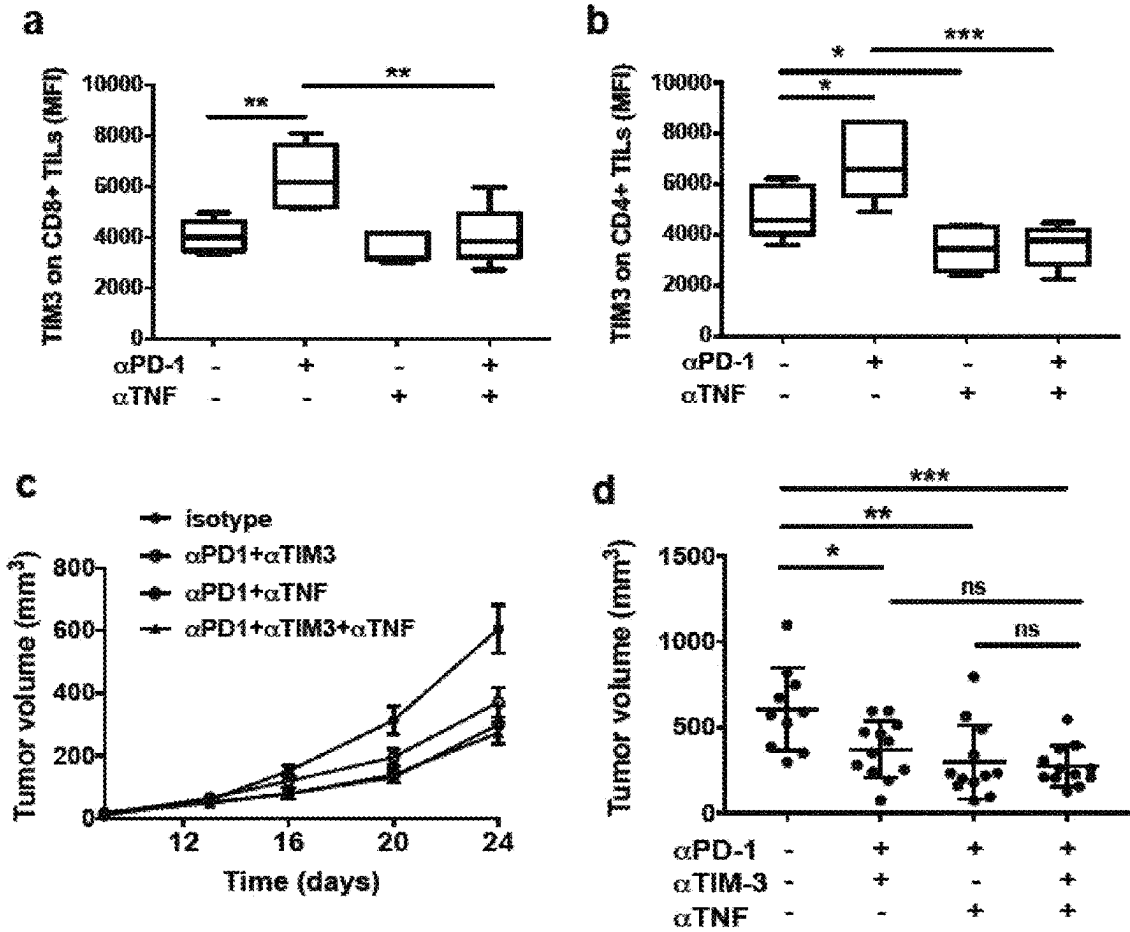 a
TIM3 on CD8+ TILs (MFI)
10000
8000
6000
4000
2000
0
**
**
αPD-1 - + - +
αTNF - - + +
b
TIM3 on CD4+ TILs (MFI)
10000
8000
6000
4000
2000
0
***
*
*
αPD-1 - + - +
αTNF - - + +
c
isotype
αPD1+αTIM3
αPD1+αTNF
αPD1+αTIM3+αTNF
Tumor volume (mm³)
800
600
400
200
0
12 16 20 24
Time (days)
d
Tumor volume (mm³)
1500
1000
500
0
***
**
*
ns
ns
αPD-1 - + + +
αTIM-3 - + - +
αTNF - - + +